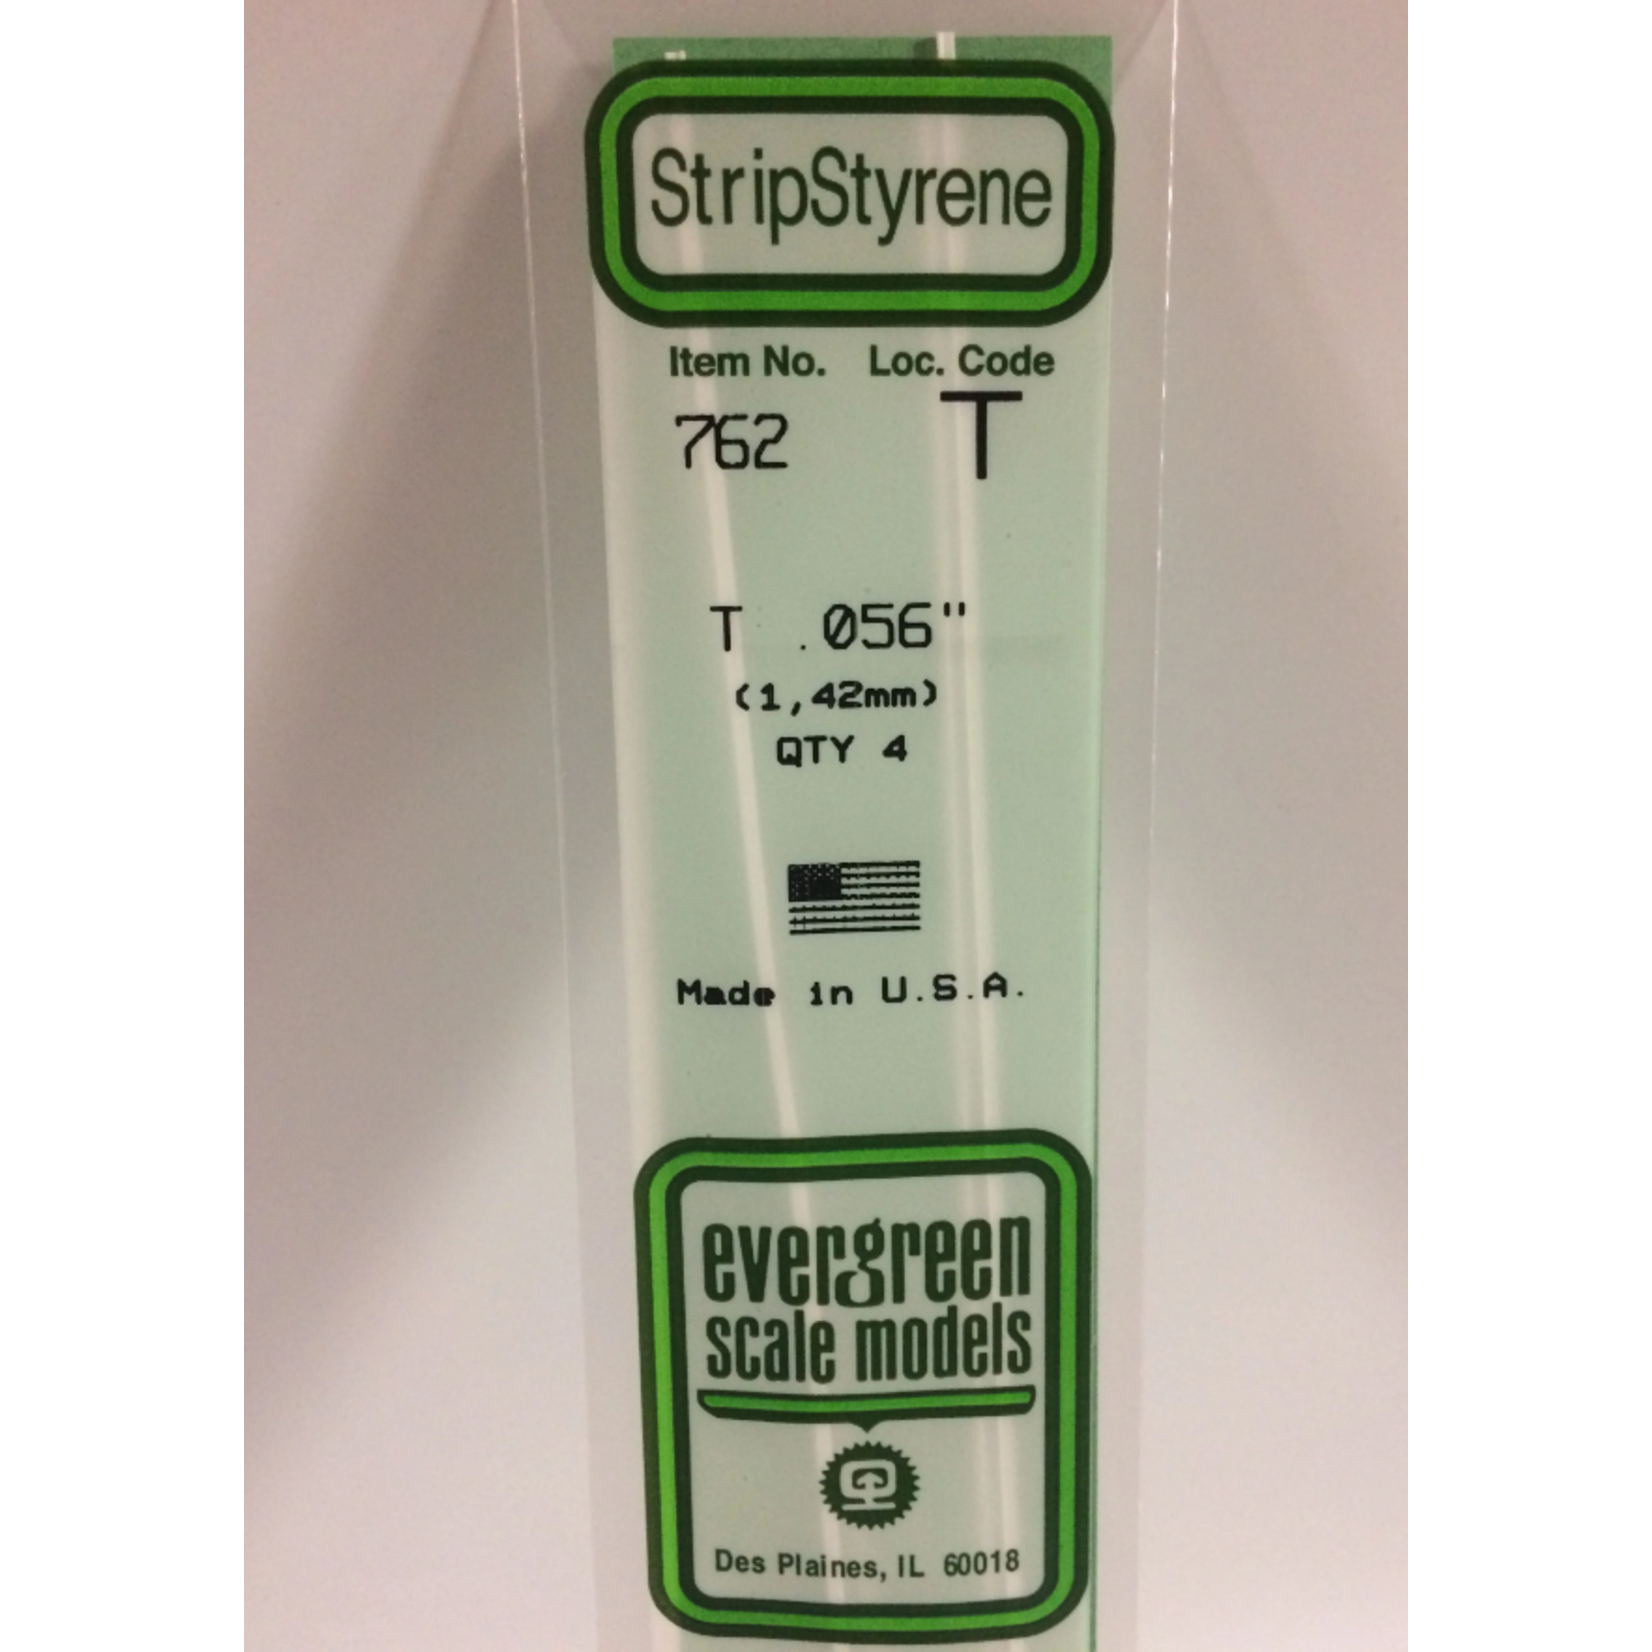 StripStyrene
Item No. Loc. Code
762 T
T .056"
(1,42mm)
QTY 4
Made in U.S.A.
evergreen
scale models
Des Plaines, IL 60018